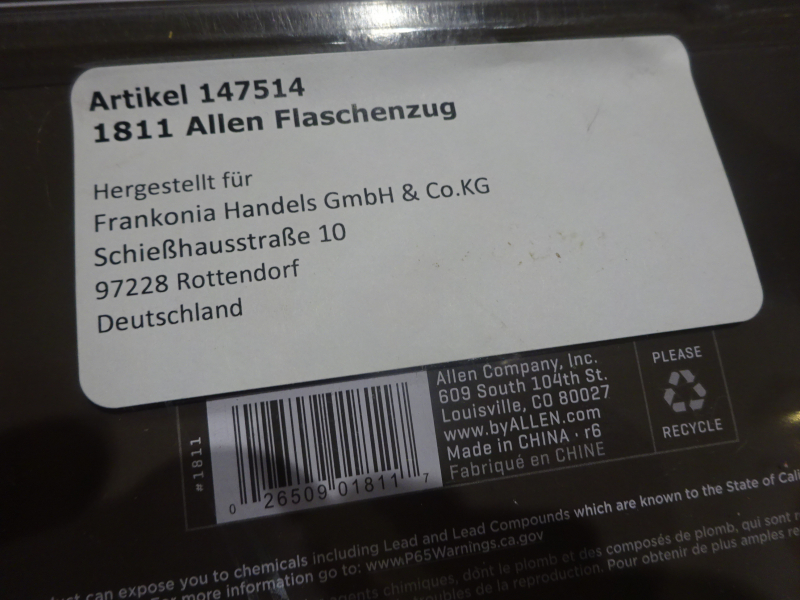 Artikel 147514
1811 Allen Flaschenzug
Hergestellt für
Frankonia Handels GmbH & Co.KG
Schießhausstraße 10
97228 Rottendorf
Deutschland
#1811
0 26509 01811 7
Allen Company, Inc.
609 South 104th St.
Louisville, CO 80027
www.byALLEN.com
Made in CHINA · r6
Fabriqué en CHINE
PLEASE
RECYCLE
can expose you to chemicals including Lead and Lead Compounds which are known to the State of
more information go to: www.P65Warnings.ca.gov
agents chimiques, dont le plomb et des composés de plomb, qui sont
troubles de la reproduction. Pour obtenir de plus amples